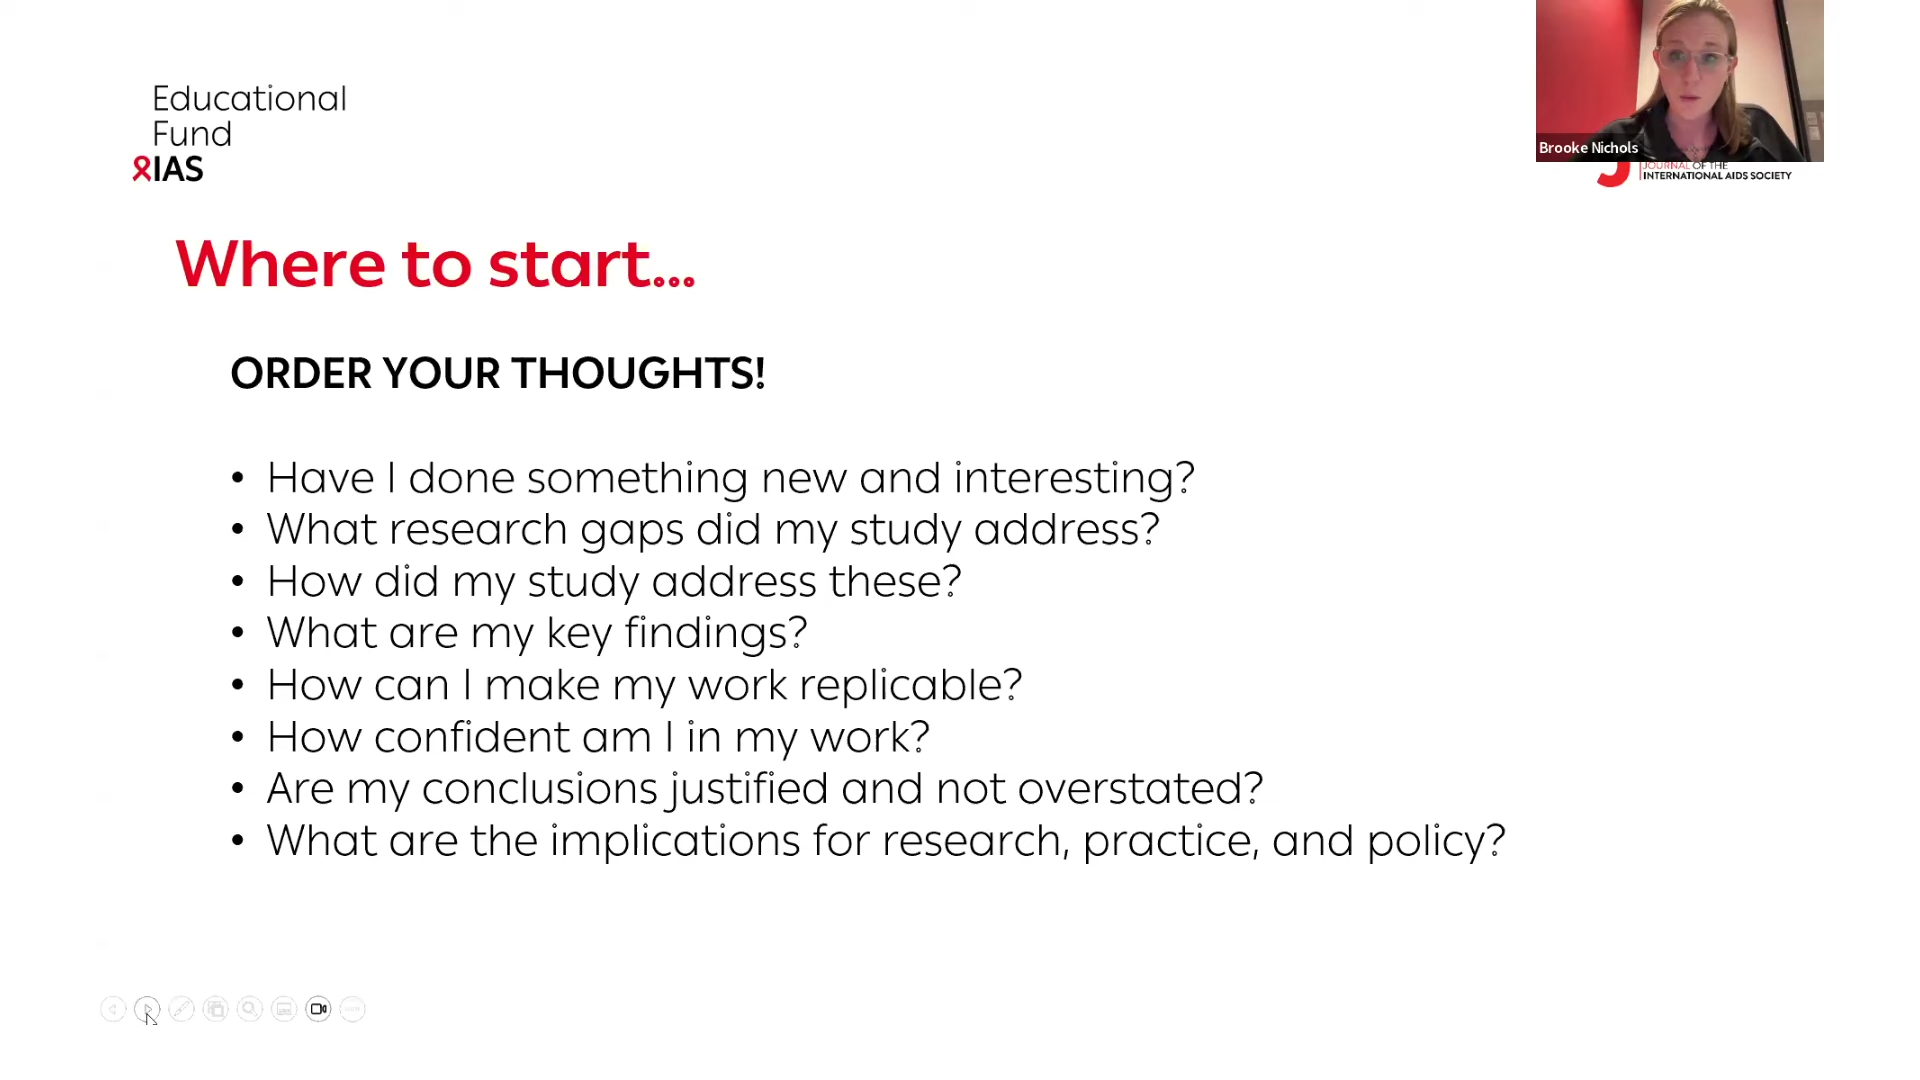 Educational
Fund
IAS
Brooke Nichols
JOURNAL OF THE
INTERNATIONAL AIDS SOCIETY
Where to start...
ORDER YOUR THOUGHTS!
• Have I done something new and interesting?
• What research gaps did my study address?
• How did my study address these?
• What are my key findings?
• How can I make my work replicable?
• How confident am I in my work?
• Are my conclusions justified and not overstated?
• What are the implications for research, practice, and policy?